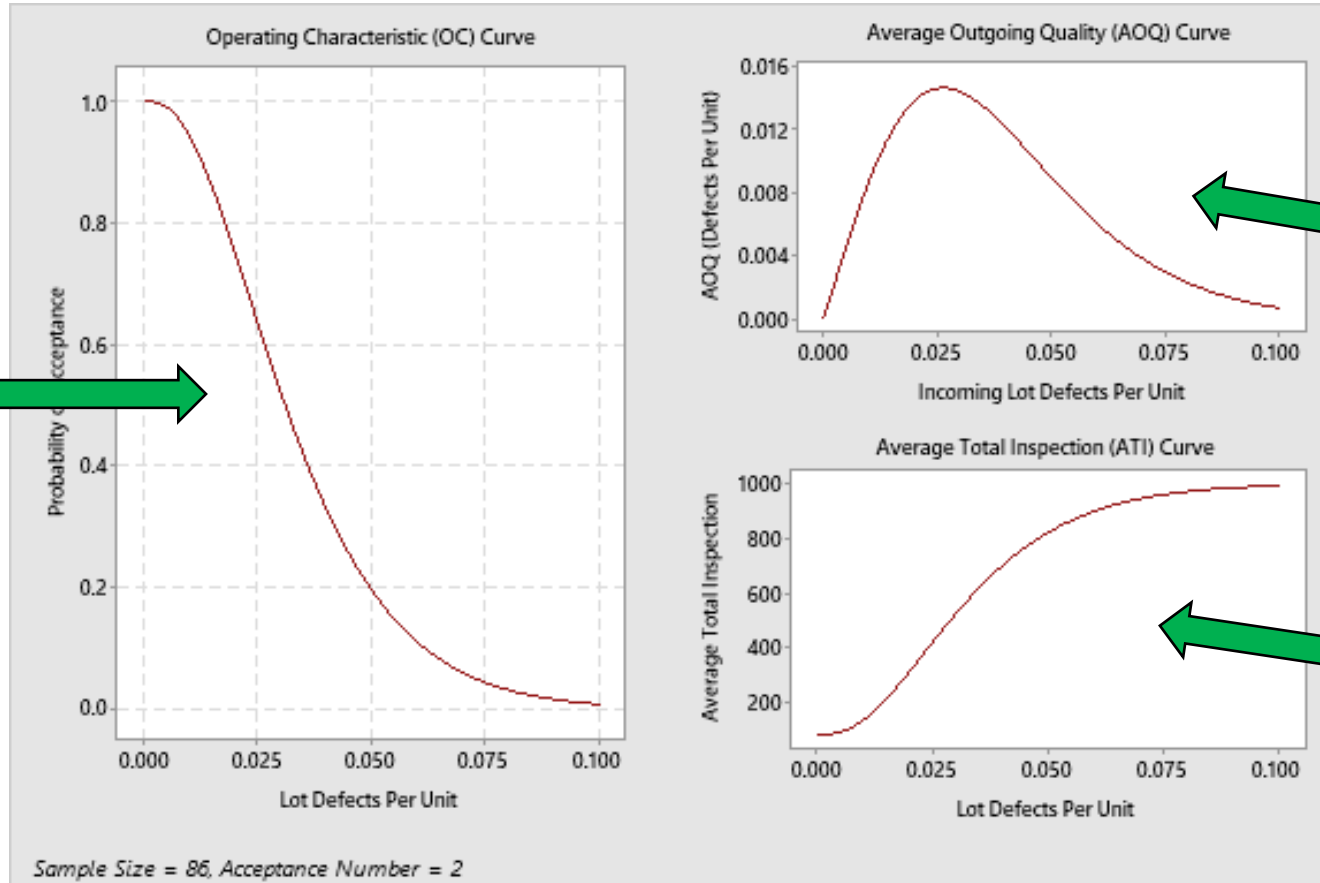 Operating Characteristic (OC) Curve
Probability cceptance
1.0
0.8
0.6
0.4
0.2
0.0
0.000 0.025 0.050 0.075 0.100
Lot Defects Per Unit
Average Outgoing Quality (AOQ) Curve
AOQ (Defects Per Unit)
0.016
0.012
0.008
0.004
0.000
0.000 0.025 0.050 0.075 0.100
Incoming Lot Defects Per Unit
Average Total Inspection (ATI) Curve
Average Total Inspection
1000
800
600
400
200
0.000 0.025 0.050 0.075 0.100
Lot Defects Per Unit
Sample Size = 86, Acceptance Number = 2